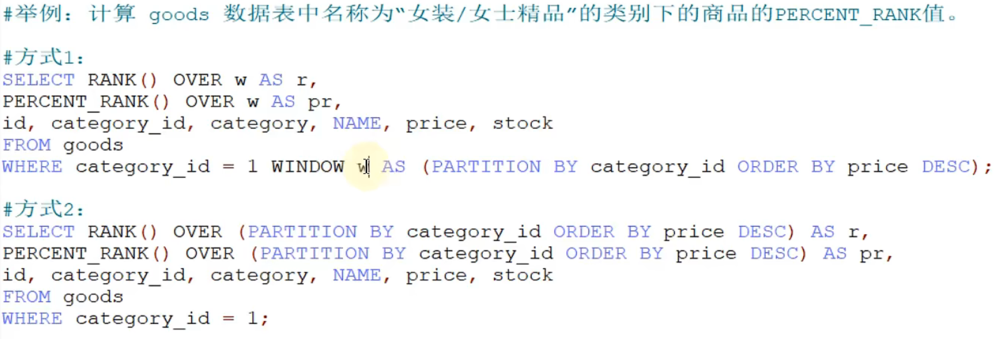 #举例：计算 goods 数据表中名称为“女装/女士精品”的类别下的商品的PERCENT_RANK值。
#方式1：
SELECT RANK() OVER w AS r,
PERCENT_RANK() OVER w AS pr,
id, category_id, category, NAME, price, stock
FROM goods
WHERE category_id = 1 WINDOW w AS (PARTITION BY category_id ORDER BY price DESC);
#方式2：
SELECT RANK() OVER (PARTITION BY category_id ORDER BY price DESC) AS r,
PERCENT_RANK() OVER (PARTITION BY category_id ORDER BY price DESC) AS pr,
id, category_id, category, NAME, price, stock
FROM goods
WHERE category_id = 1;